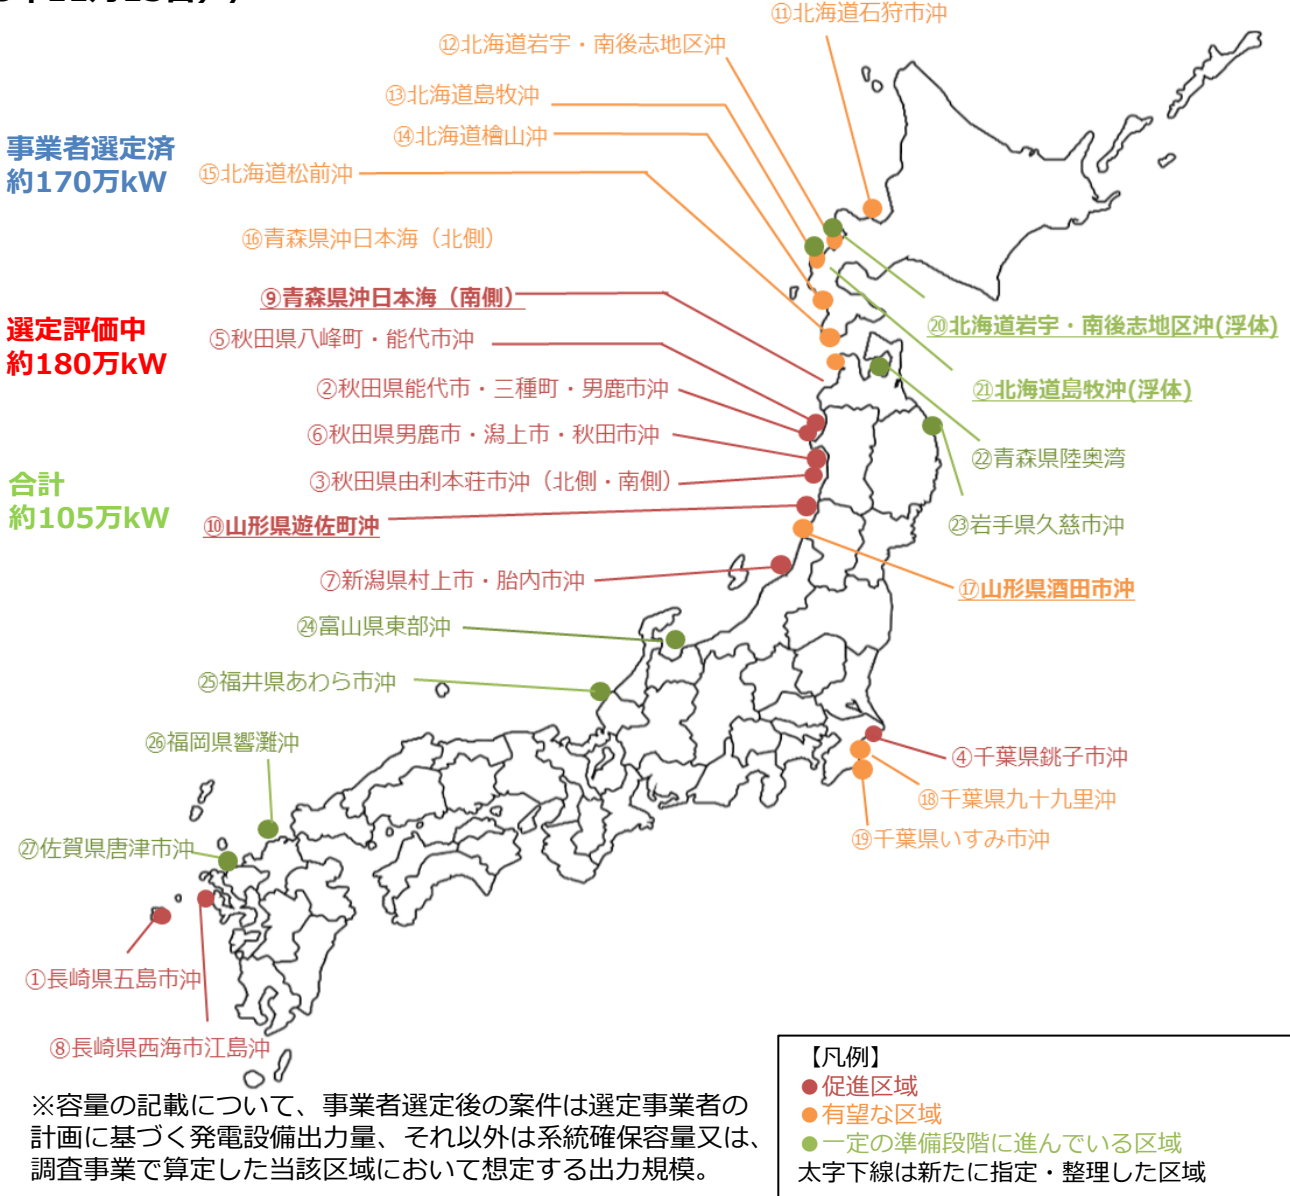 ⑪北海道石狩市沖
⑫北海道岩宇・南後志地区沖
⑬北海道島牧沖
⑭北海道檜山沖
⑮北海道松前沖
事業者選定済
約170万kW
⑯青森県沖日本海（北側）
⑨青森県沖日本海（南側）
選定評価中
約180万kW
⑤秋田県八峰町・能代市沖
②秋田県能代市・三種町・男鹿市沖
⑥秋田県男鹿市・潟上市・秋田市沖
③秋田県由利本荘市沖（北側・南側）
合計
約105万kW
⑩山形県遊佐町沖
⑦新潟県村上市・胎内市沖
⑳北海道岩宇・南後志地区沖(浮体)
㉑北海道島牧沖(浮体)
㉒青森県陸奥湾
㉓岩手県久慈市沖
⑰山形県酒田市沖
㉔富山県東部沖
㉕福井県あわら市沖
㉖福岡県響灘沖
㉗佐賀県唐津市沖
④千葉県銚子市沖
⑱千葉県九十九里沖
⑲千葉県いすみ市沖
①長崎県五島市沖
⑧長崎県西海市江島沖
※容量の記載について、事業者選定後の案件は選定事業者の
計画に基づく発電設備出力量、それ以外は系統確保容量又は、
調査事業で算定した当該区域において想定する出力規模。
【凡例】
●促進区域
●有望な区域
●一定の準備段階に進んでいる区域
太字下線は新たに指定・整理した区域